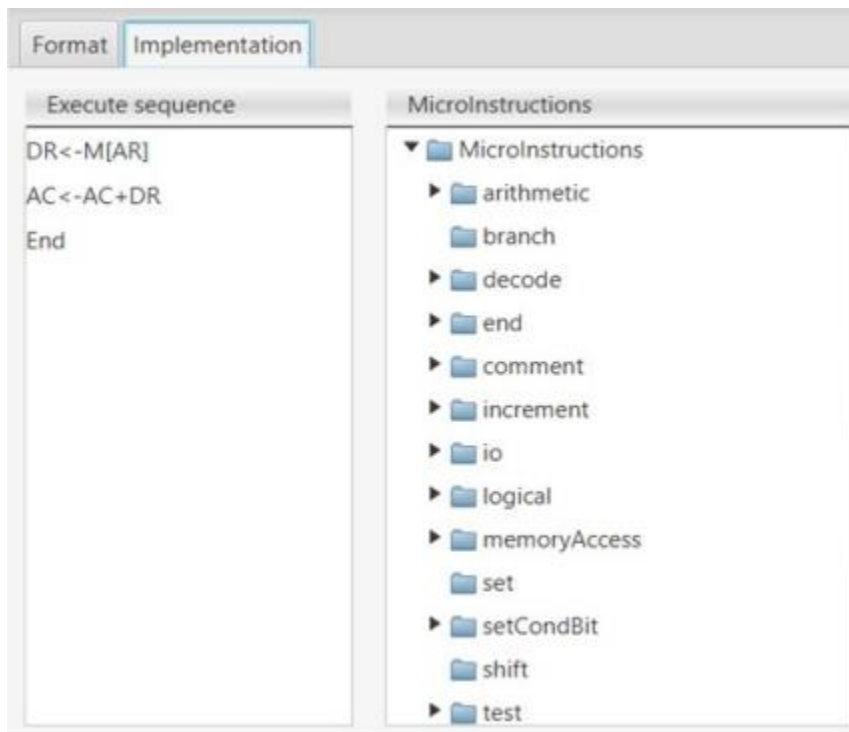 Format Implementation
Execute sequence
DR<-M[AR]
AC<-AC+DR
End
MicroInstructions
MicroInstructions
arithmetic
branch
decode
end
comment
increment
io
logical
memoryAccess
set
setCondBit
shift
test